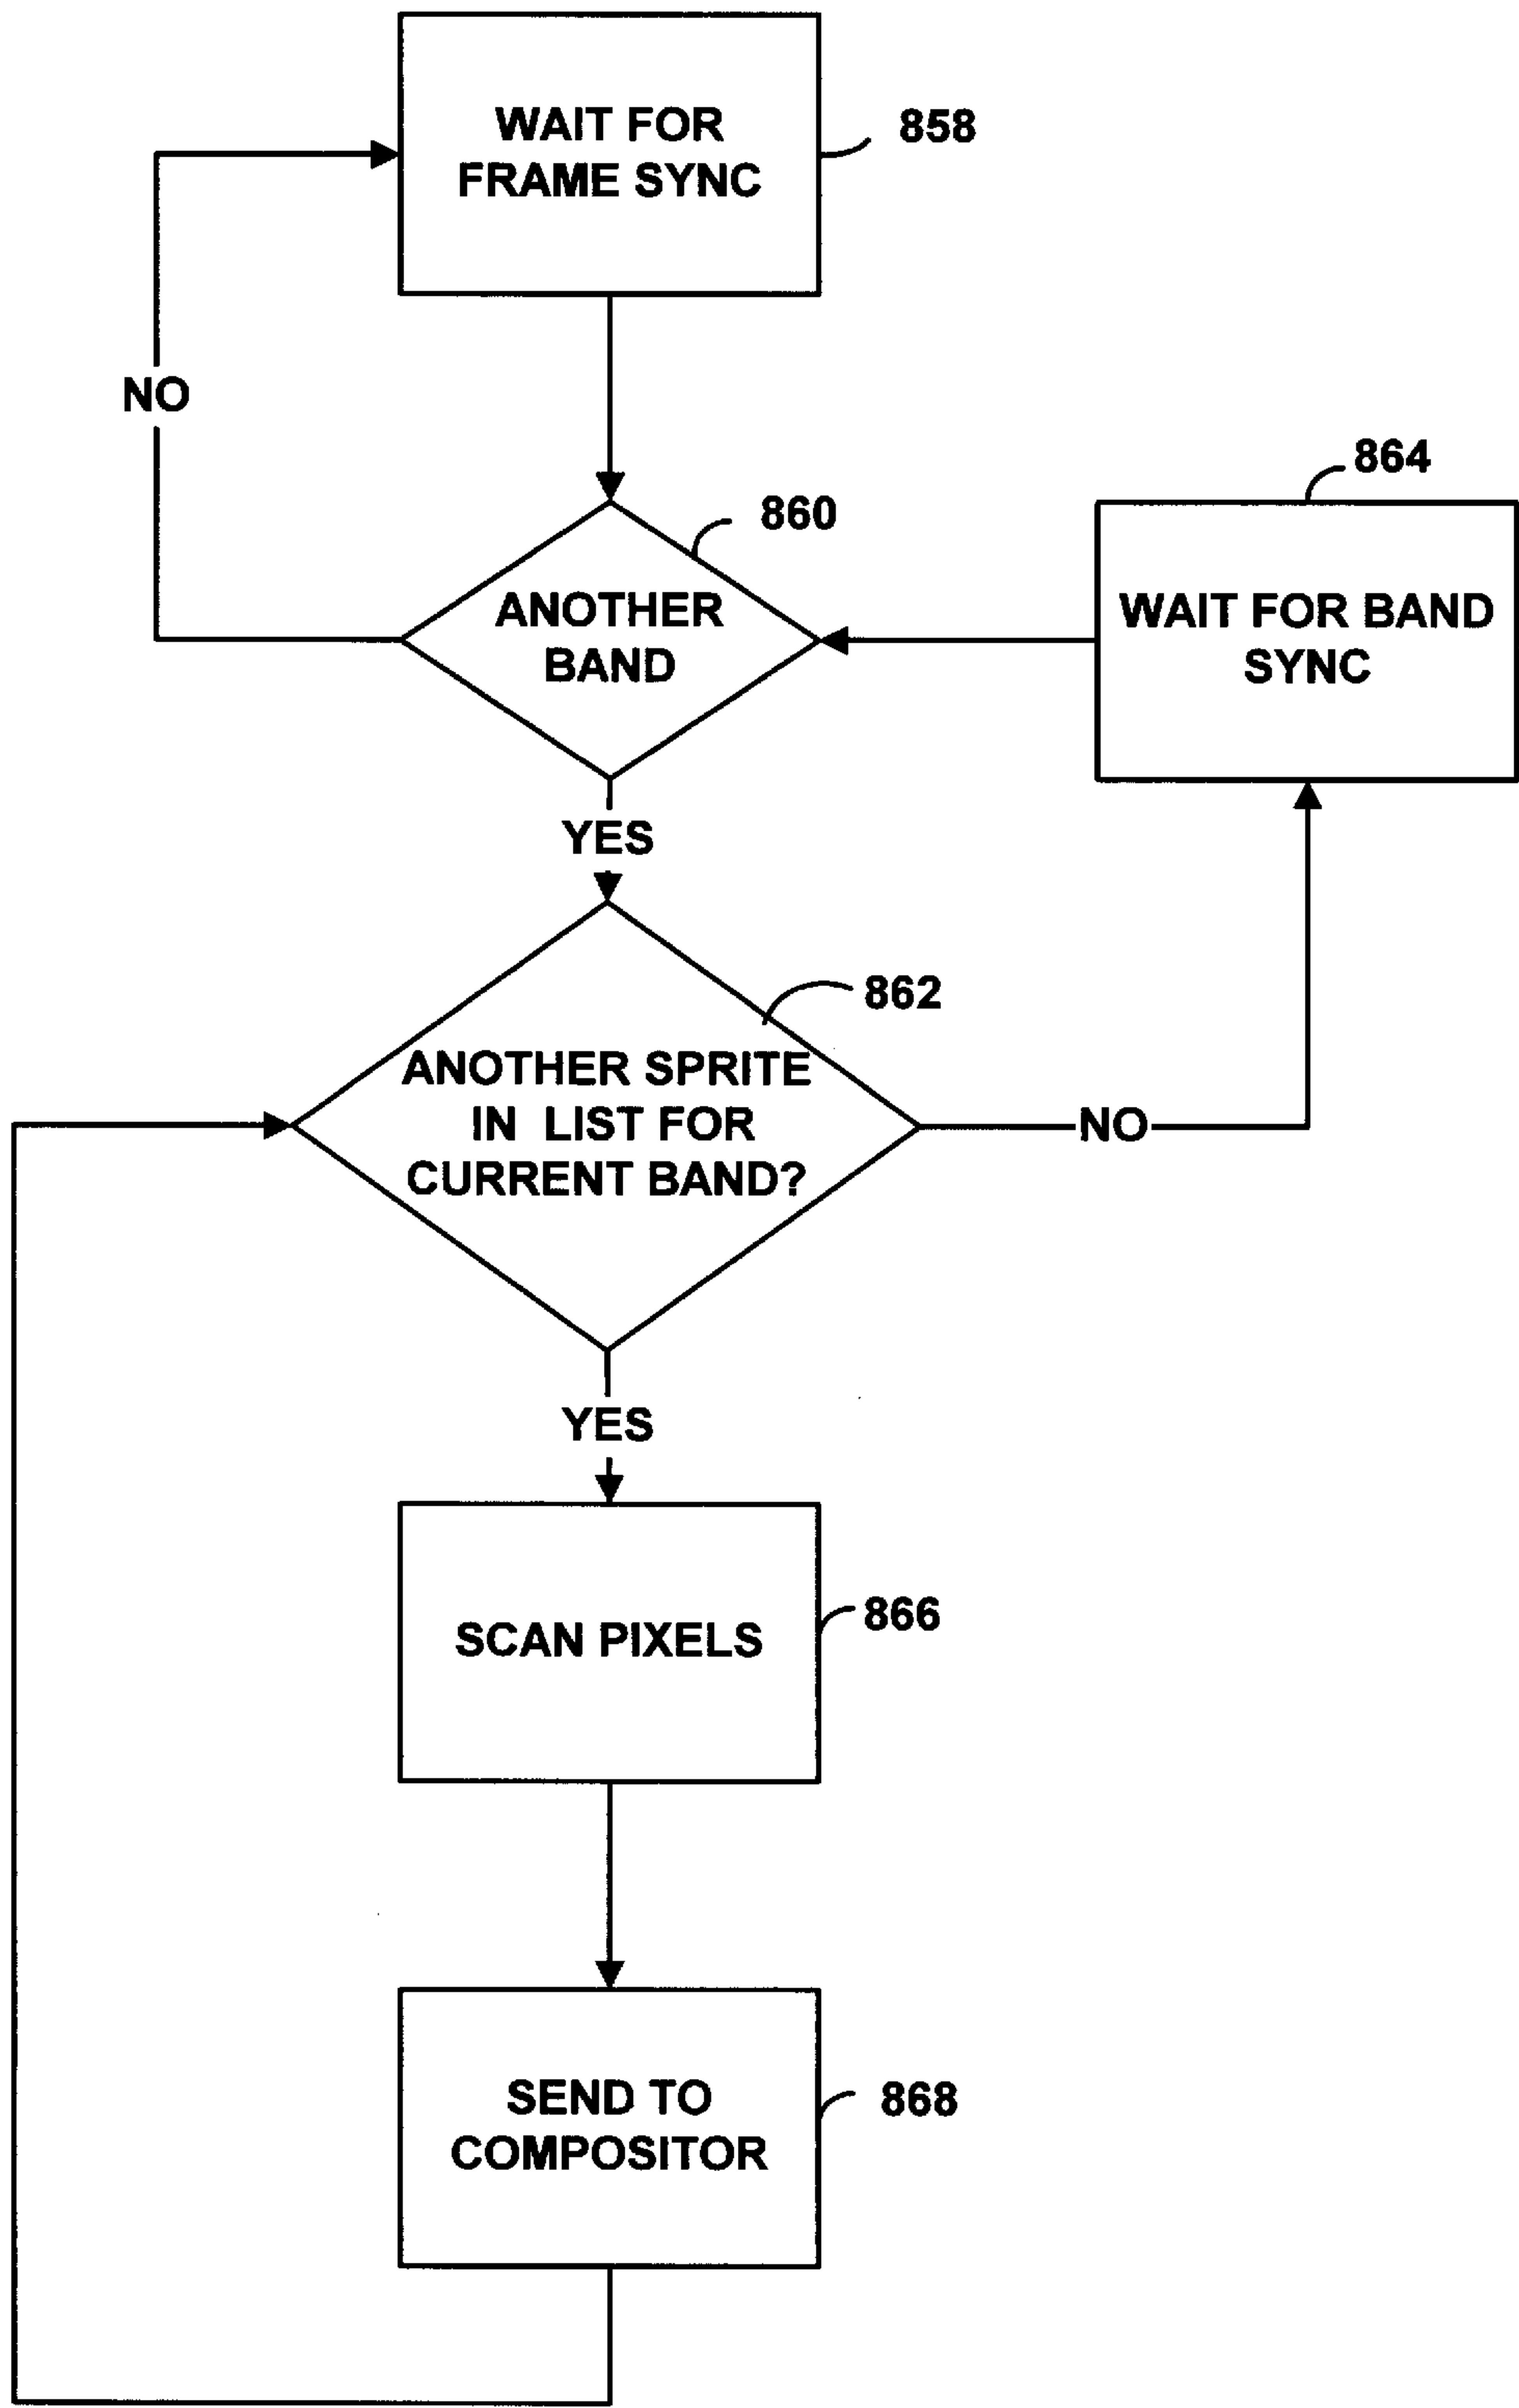 WAIT FOR
FRAME SYNC
858
NO
864
860
ANOTHER
BAND
WAIT FOR BAND
SYNC
YES
862
ANOTHER SPRITE
IN LIST FOR
CURRENT BAND?
NO
YES
866
SCAN PIXELS
868
SEND TO
COMPOSITOR